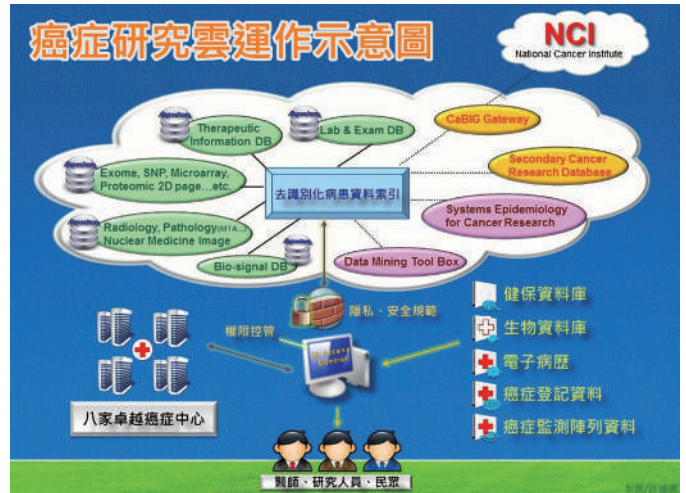 癌症研究雲運作示意圖
NCI
National Cancer Institute
Therapeutic
Information DB
Lab & Exam DB
CaBIG Gateway
Exome, SNP, Microarray,
Proteomic 2D page...etc.
去識別化病患資料索引
Secondary Cancer
Research Database
Radiology, Pathology(M1A...)
Nuclear Medicine Image
Systems Epidemiology
for Cancer Research
Bio-signal DB
Data Mining Tool Box
隱私、安全規範
權限控管
Access
Control
健保資料庫
生物資料庫
電子病歷
癌症登記資料
癌症監測陣列資料
八家卓越癌症中心
醫師、研究人員、民眾